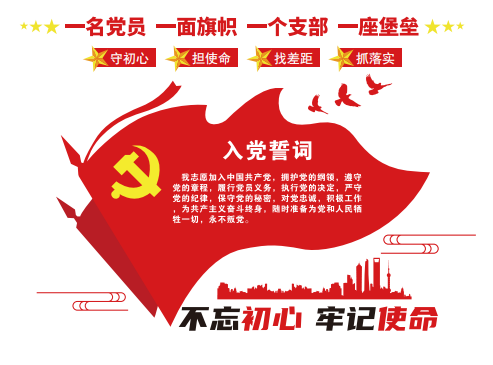 一名党员 一面旗帜 一个支部 一座堡垒
守初心 担使命 找差距 抓落实
入党誓词
我志愿加入中国共产党，拥护党的纲领，遵守
党的章程，履行党员义务，执行党的决定，严守
党的纪律，保守党的秘密，对党忠诚，积极工作
，为共产主义奋斗终身，随时准备为党和人民牺
牲一切，永不叛党。
不忘初心 牢记使命